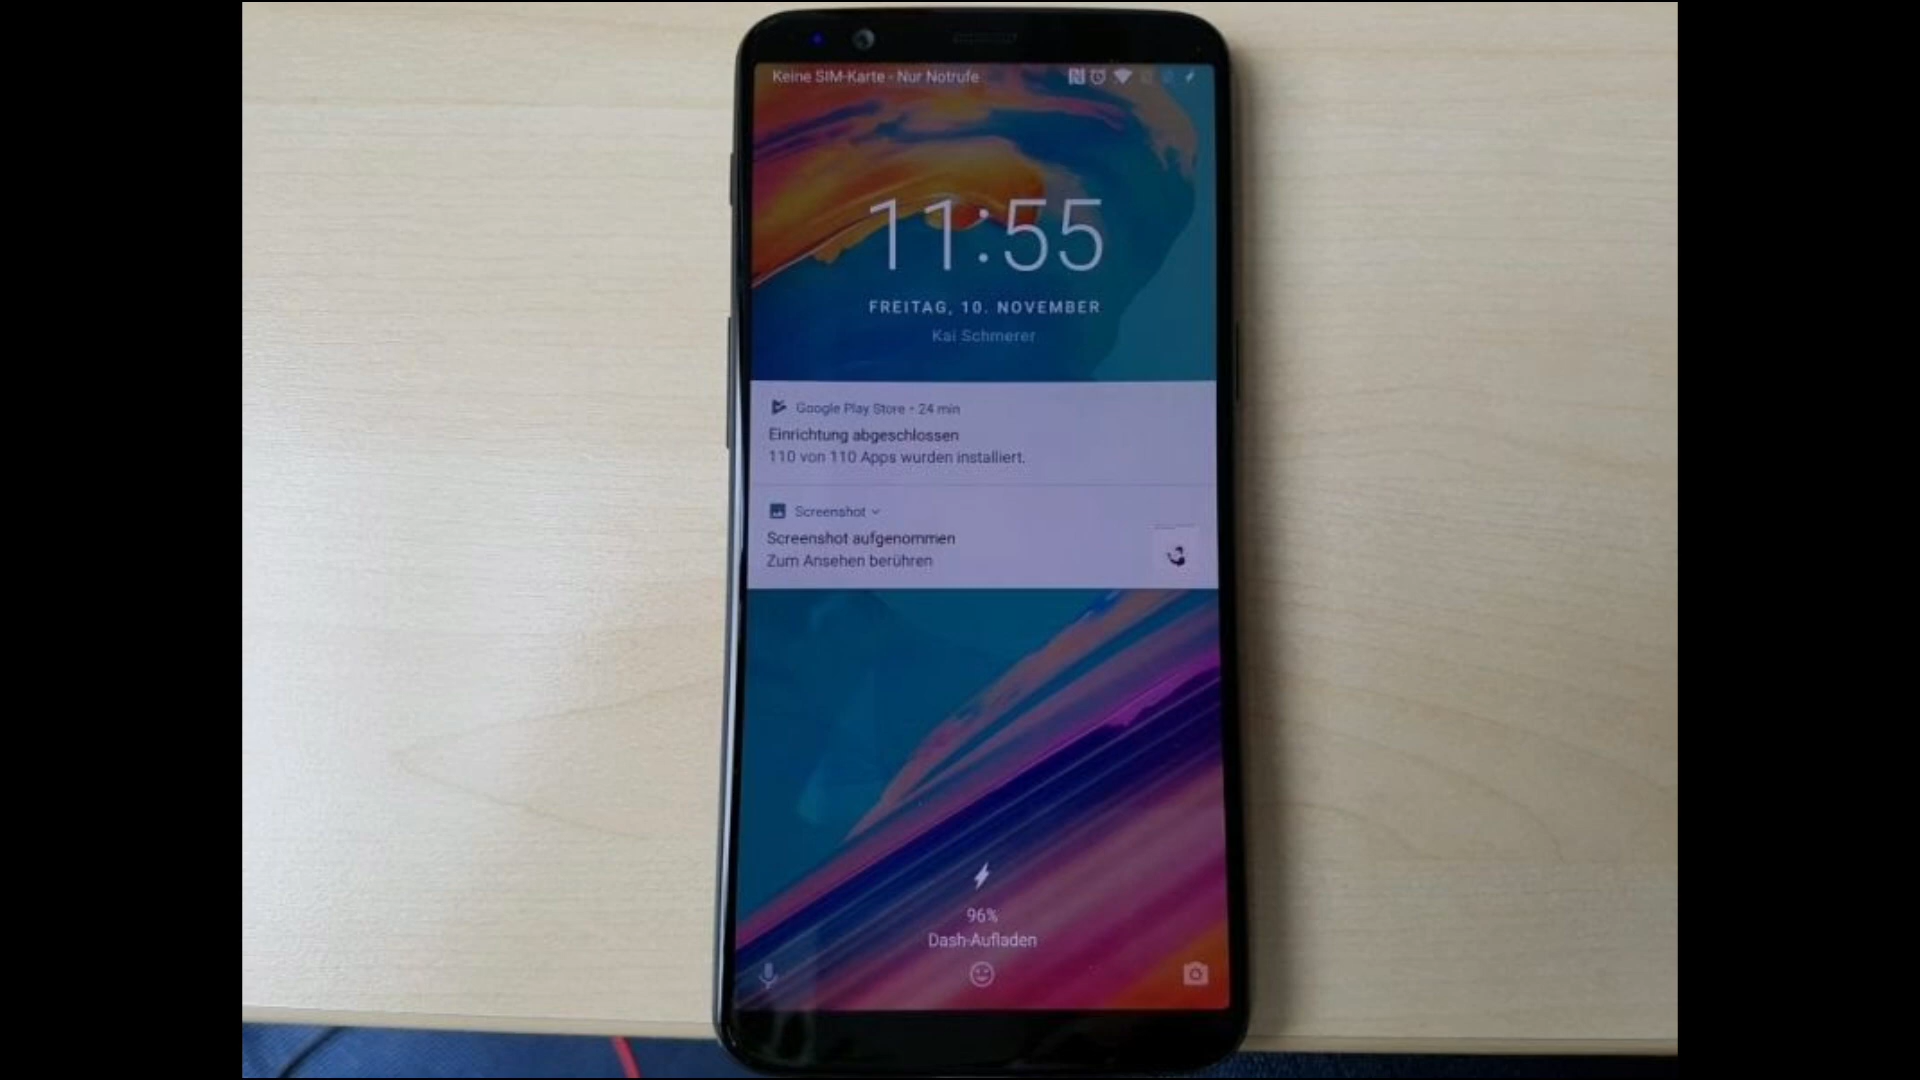 Keine SIM-Karte - Nur Notrufe
11:55
FREITAG, 10. NOVEMBER
Kai Schmerer
Google Play Store • 24 min
Einrichtung abgeschlossen
110 von 110 Apps wurden installiert.
Screenshot
Screenshot aufgenommen
Zum Ansehen berühren
96%
Dash-Aufladen